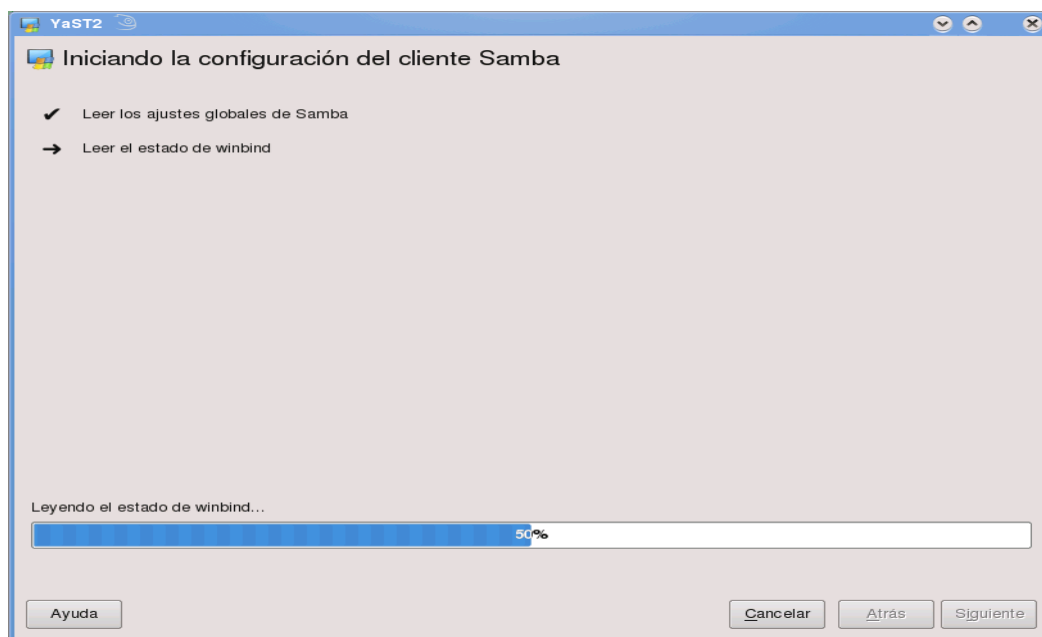 YaST2
Iniciando la configuración del cliente Samba
Leer los ajustes globales de Samba
Leer el estado de winbind
Leyendo el estado de winbind...
50%
Ayuda
Cancelar
Atrás
Siguiente